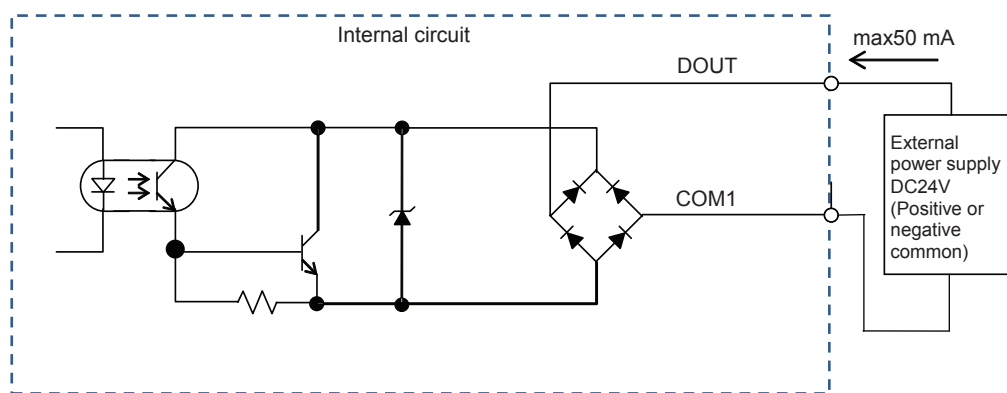 Internal circuit
max50 mA
DOUT
External
power supply
DC24V
(Positive or
negative
common)
COM1